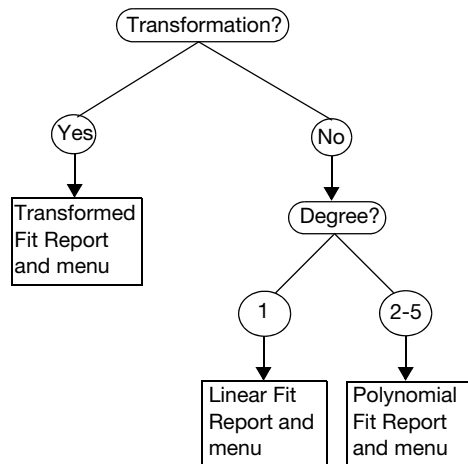 Transformation?
Yes
No
Transformed
Fit Report
and menu
Degree?
1
2-5
Linear Fit
Report and
menu
Polynomial
Fit Report
and menu